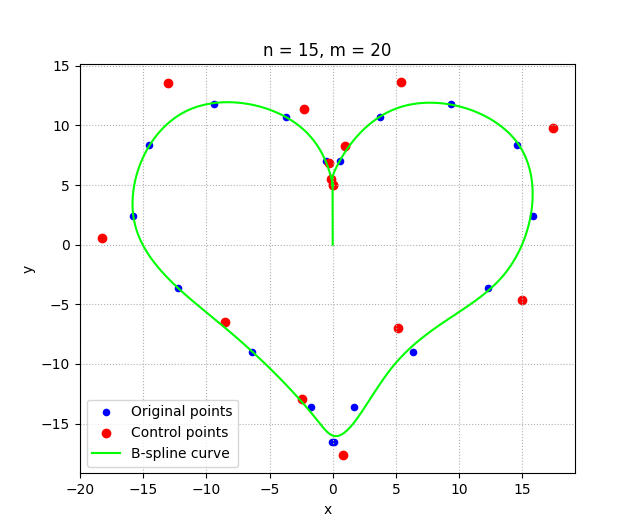 n = 15, m = 20
15
10
5
0
−5
−10
−15
y
Original points
Control points
B-spline curve
−20 −15 −10 −5 0 5 10 15
x